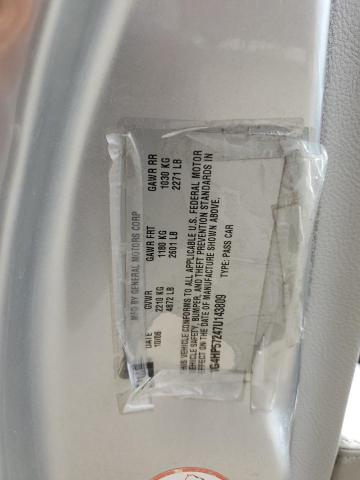 MFD BY GENERAL MOTORS CORP
DATE GVWR GAWR FRT GAWR RR
10/06 2210 KG 1180 KG 1030 KG
4872 LB 2601 LB 2271 LB
THIS VEHICLE CONFORMS TO ALL APPLICABLE U.S. FEDERAL MOTOR
VEHICLE SAFETY, BUMPER, AND THEFT PREVENTION STANDARDS IN
EFFECT ON THE DATE OF MANUFACTURE SHOWN ABOVE.
1G4HP57247U143809 TYPE: PASS CAR